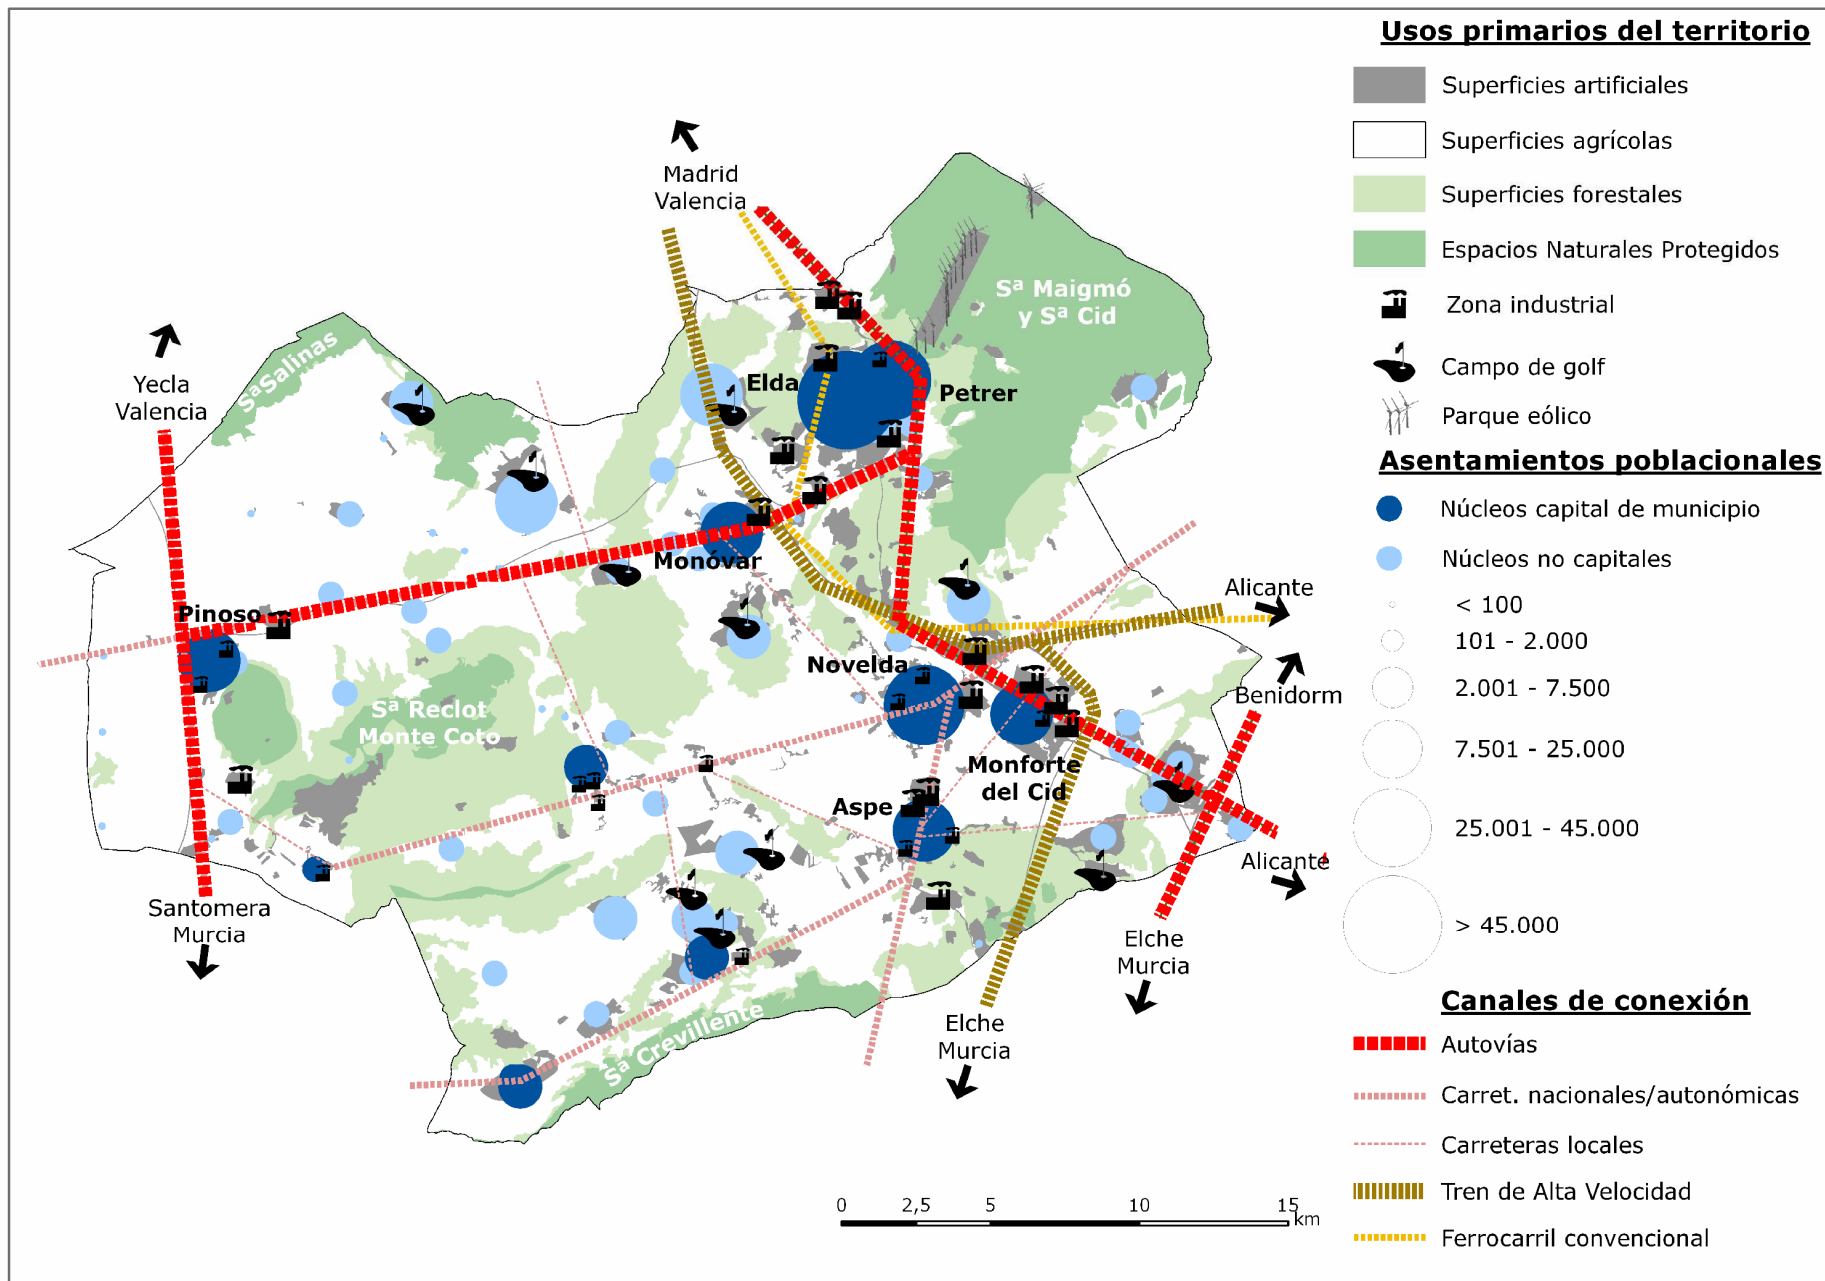 Usos primarios del territorio
Superficies artificiales
Superficies agrícolas
Superficies forestales
Espacios Naturales Protegidos
Zona industrial
Campo de golf
Parque eólico
Asentamientos poblacionales
Núcleos capital de municipio
Núcleos no capitales
< 100
101 - 2.000
2.001 - 7.500
7.501 - 25.000
25.001 - 45.000
> 45.000
Canales de conexión
Autovías
Carret. nacionales/autonómicas
Carreteras locales
Tren de Alta Velocidad
Ferrocarril convencional
Madrid
Valencia
Sª Maigmó
y Sª Cid
Sª Salinas
Yecla
Valencia
Elda
Petrer
Monóvar
Pinoso
Alicante
Novelda
Benidorm
Sª Reclot
Monte Coto
Monforte
del Cid
Aspe
Alicante
Santomera
Murcia
Elche
Murcia
Elche
Murcia
Sª Crevillente
0 2,5 5 10 15
km